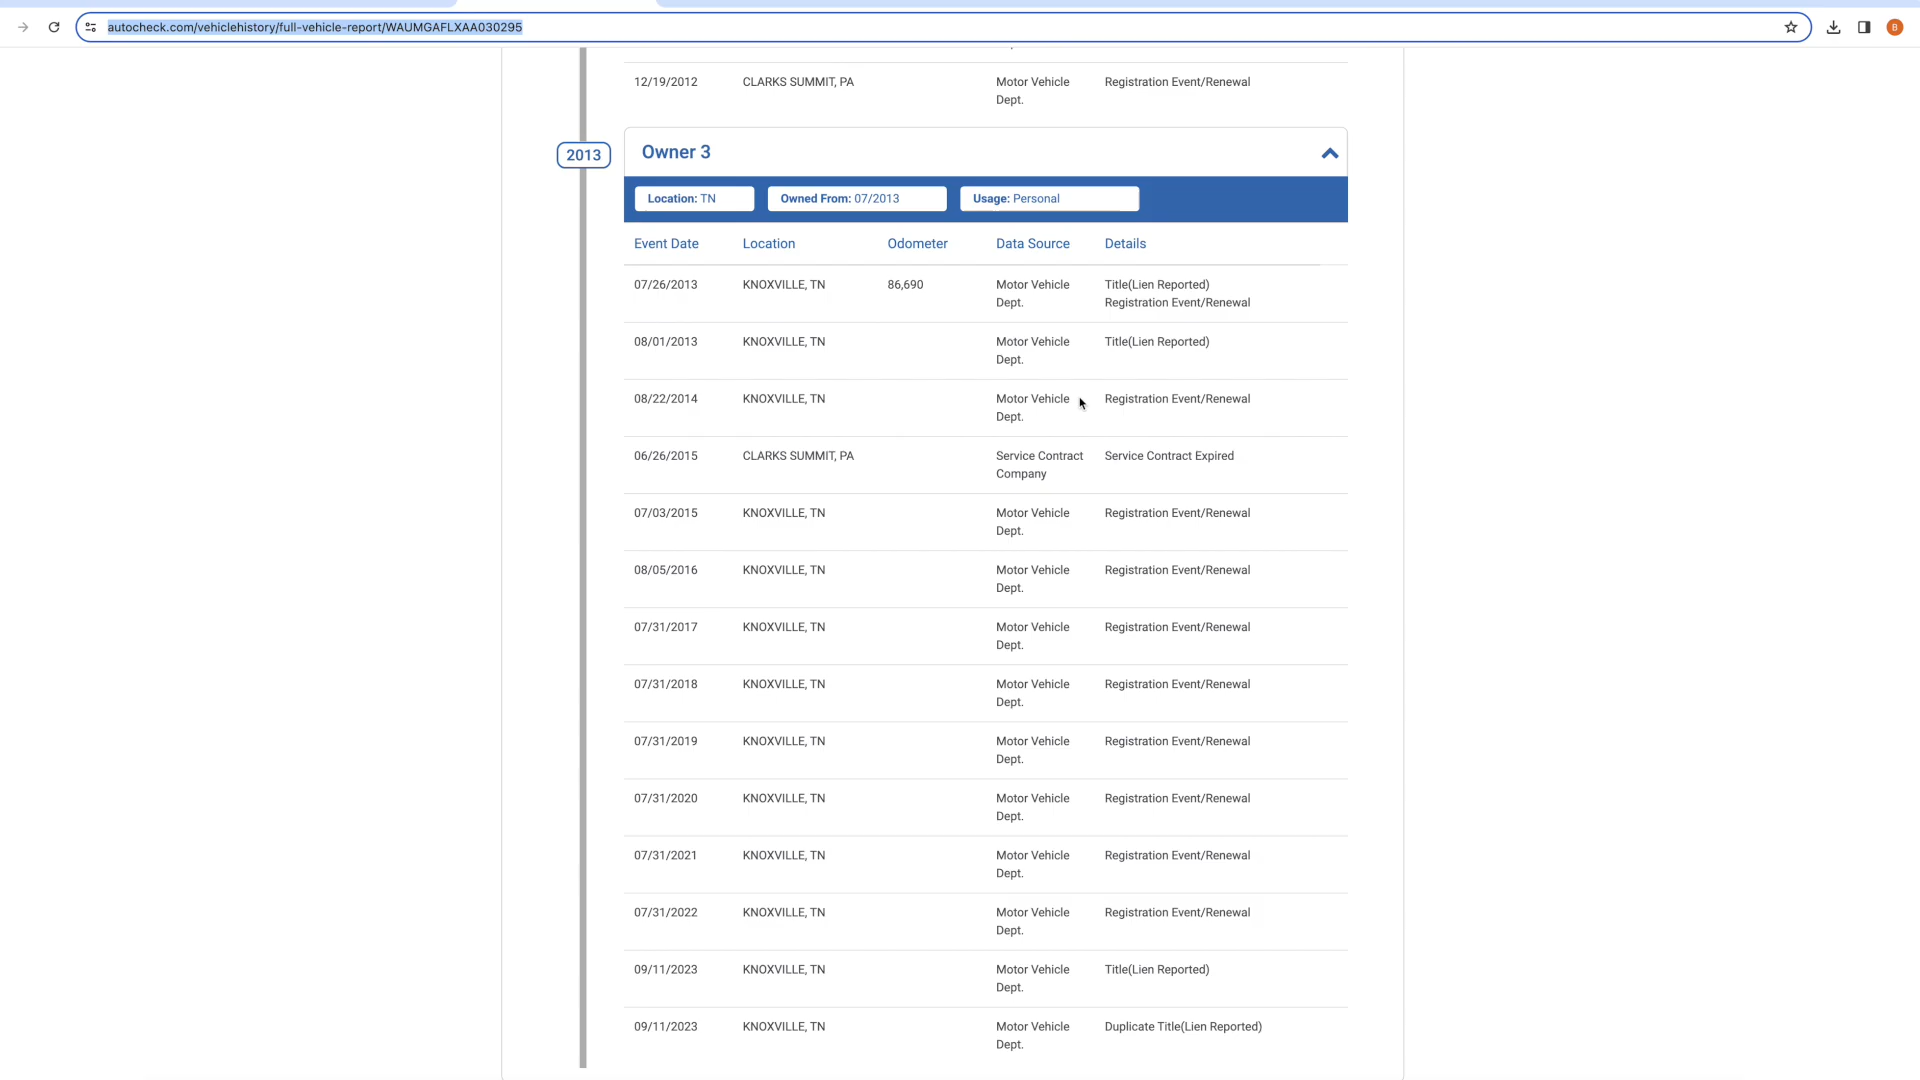 autocheck.com/vehiclehistory/full-vehicle-report/WAUMGAFLXAA030295
B
12/19/2012 CLARKS SUMMIT, PA Motor Vehicle Registration Event/Renewal
Dept.
2013
Owner 3
Location: TN Owned From: 07/2013 Usage: Personal
Event Date Location Odometer Data Source Details
07/26/2013 KNOXVILLE, TN 86,690 Motor Vehicle Title(Lien Reported)
Dept. Registration Event/Renewal
08/01/2013 KNOXVILLE, TN Motor Vehicle Title(Lien Reported)
Dept.
08/22/2014 KNOXVILLE, TN Motor Vehicle Registration Event/Renewal
Dept.
06/26/2015 CLARKS SUMMIT, PA Service Contract Service Contract Expired
Company
07/03/2015 KNOXVILLE, TN Motor Vehicle Registration Event/Renewal
Dept.
08/05/2016 KNOXVILLE, TN Motor Vehicle Registration Event/Renewal
Dept.
07/31/2017 KNOXVILLE, TN Motor Vehicle Registration Event/Renewal
Dept.
07/31/2018 KNOXVILLE, TN Motor Vehicle Registration Event/Renewal
Dept.
07/31/2019 KNOXVILLE, TN Motor Vehicle Registration Event/Renewal
Dept.
07/31/2020 KNOXVILLE, TN Motor Vehicle Registration Event/Renewal
Dept.
07/31/2021 KNOXVILLE, TN Motor Vehicle Registration Event/Renewal
Dept.
07/31/2022 KNOXVILLE, TN Motor Vehicle Registration Event/Renewal
Dept.
09/11/2023 KNOXVILLE, TN Motor Vehicle Title(Lien Reported)
Dept.
09/11/2023 KNOXVILLE, TN Motor Vehicle Duplicate Title(Lien Reported)
Dept.